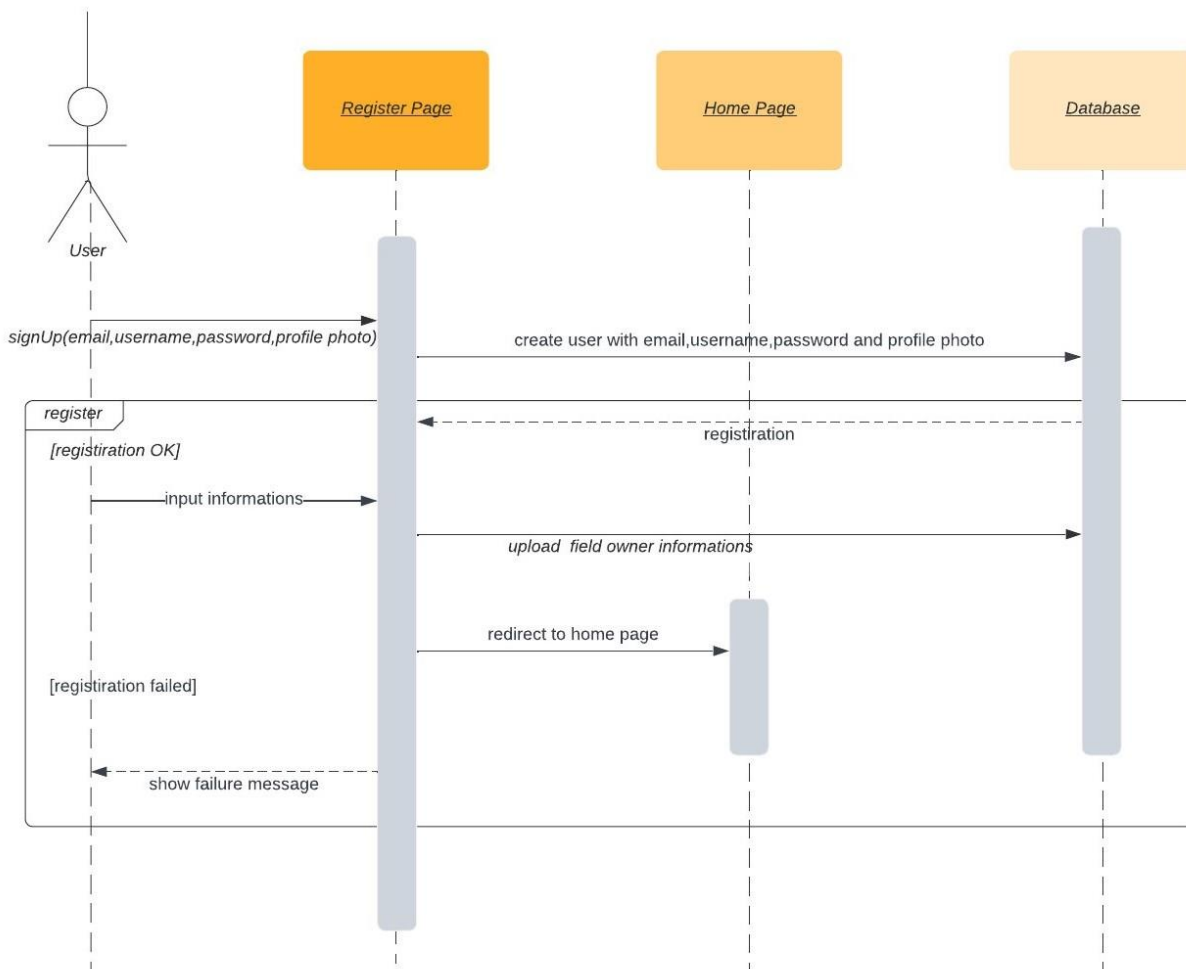 Register Page
Home Page
Database
User
signUp(email,username,password,profile photo)
create user with email,username,password and profile photo
register
registiration
[registiration OK]
input informations
upload field owner informations
redirect to home page
[registiration failed]
show failure message